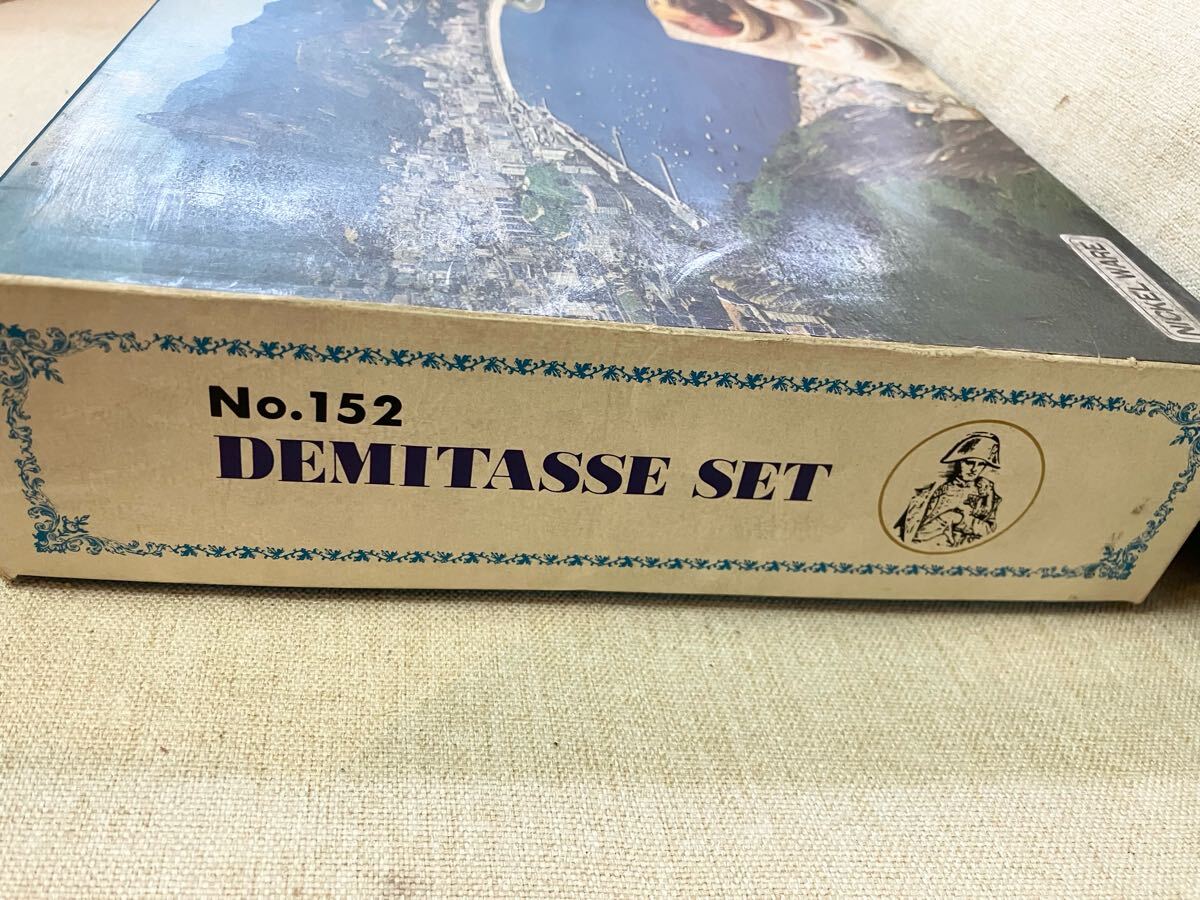 NICKEL WARE
No.152
DEMITASSE SET